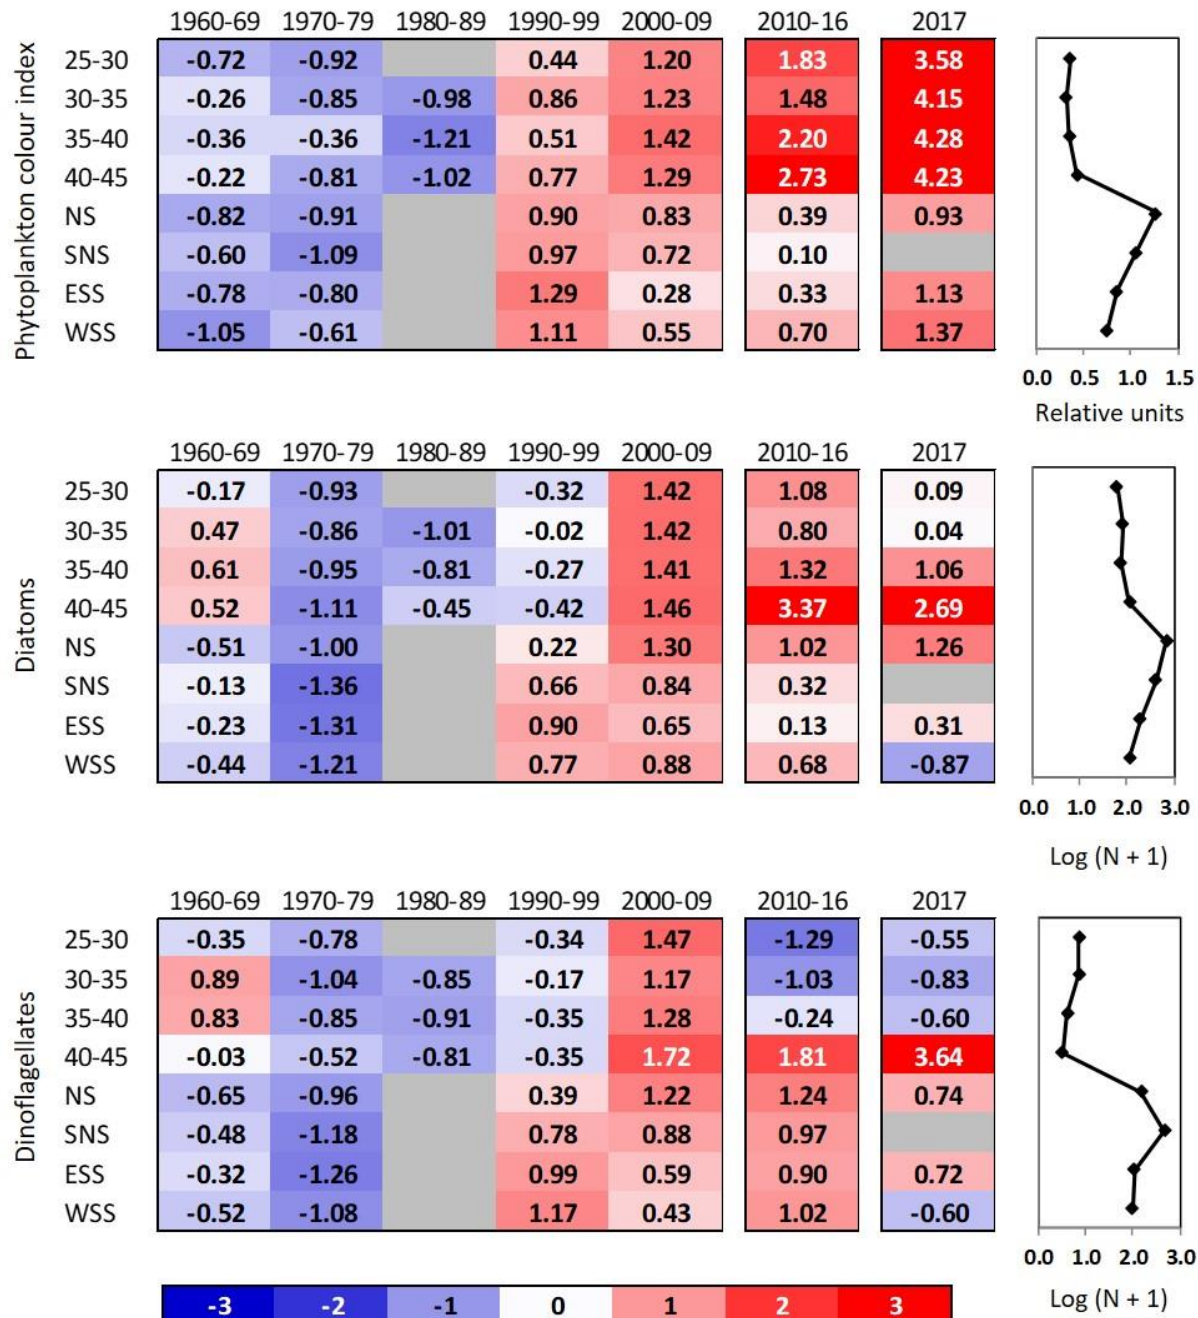 1960-69 1970-79 1980-89 1990-99 2000-09 2010-16 2017
Phytoplankton colour index
25-30 -0.72 -0.92 0.44 1.20 1.83 3.58
30-35 -0.26 -0.85 -0.98 0.86 1.23 1.48 4.15
35-40 -0.36 -0.36 -1.21 0.51 1.42 2.20 4.28
40-45 -0.22 -0.81 -1.02 0.77 1.29 2.73 4.23
NS -0.82 -0.91 0.90 0.83 0.39 0.93
SNS -0.60 -1.09 0.97 0.72 0.10
ESS -0.78 -0.80 1.29 0.28 0.33 1.13
WSS -1.05 -0.61 1.11 0.55 0.70 1.37
0.0 0.5 1.0 1.5
Relative units
1960-69 1970-79 1980-89 1990-99 2000-09 2010-16 2017
Diatoms
25-30 -0.17 -0.93 -0.32 1.42 1.08 0.09
30-35 0.47 -0.86 -1.01 -0.02 1.42 0.80 0.04
35-40 0.61 -0.95 -0.81 -0.27 1.41 1.32 1.06
40-45 0.52 -1.11 -0.45 -0.42 1.46 3.37 2.69
NS -0.51 -1.00 0.22 1.30 1.02 1.26
SNS -0.13 -1.36 0.66 0.84 0.32
ESS -0.23 -1.31 0.90 0.65 0.13 0.31
WSS -0.44 -1.21 0.77 0.88 0.68 -0.87
0.0 1.0 2.0 3.0
Log (N + 1)
1960-69 1970-79 1980-89 1990-99 2000-09 2010-16 2017
Dinoflagellates
25-30 -0.35 -0.78 -0.34 1.47 -1.29 -0.55
30-35 0.89 -1.04 -0.85 -0.17 1.17 -1.03 -0.83
35-40 0.83 -0.85 -0.91 -0.35 1.28 -0.24 -0.60
40-45 -0.03 -0.52 -0.81 -0.35 1.72 1.81 3.64
NS -0.65 -0.96 0.39 1.22 1.24 0.74
SNS -0.48 -1.18 0.78 0.88 0.97
ESS -0.32 -1.26 0.99 0.59 0.90 0.72
WSS -0.52 -1.08 1.17 0.43 1.02 -0.60
0.0 1.0 2.0 3.0
Log (N + 1)
-3 -2 -1 0 1 2 3